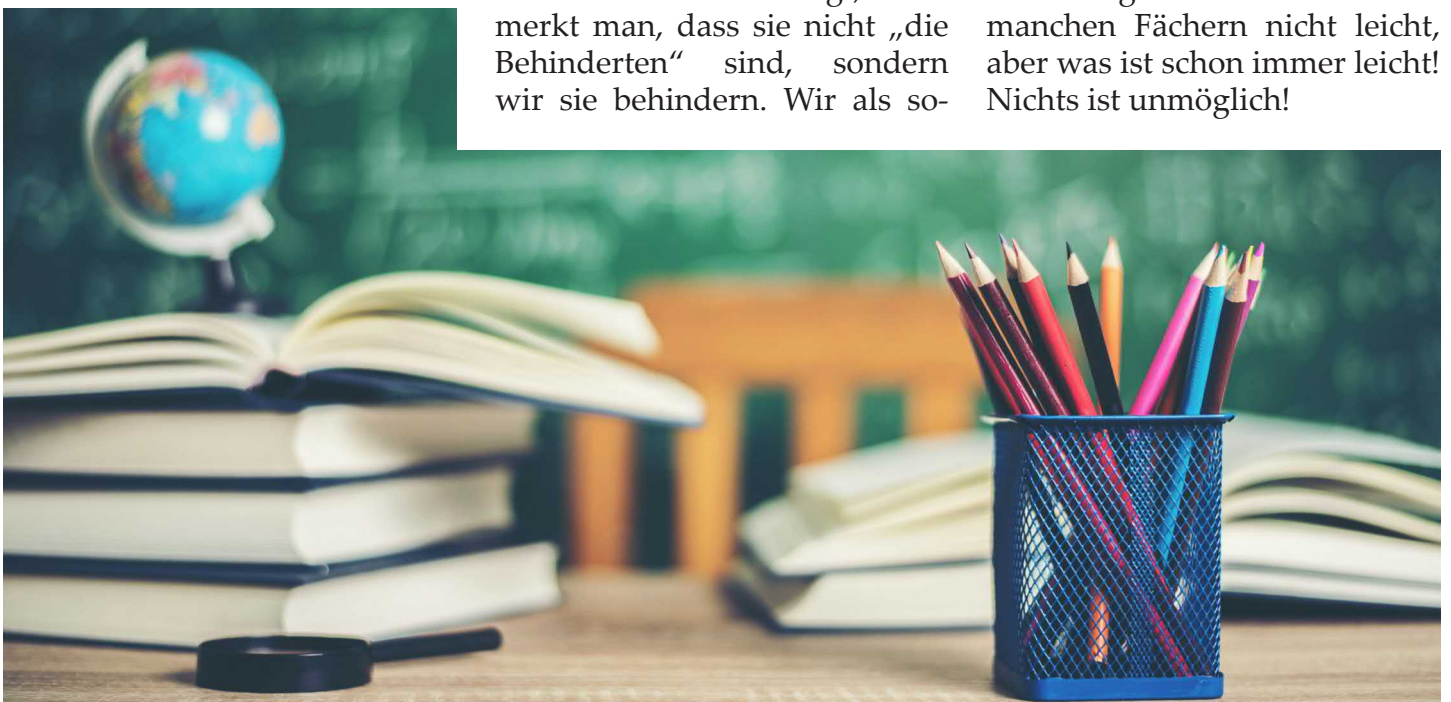 merkt man, dass sie nicht „die
Behinderten“ sind, sondern
wir sie behindern. Wir als so-
manchen Fächern nicht leicht,
aber was ist schon immer leicht!
Nichts ist unmöglich!